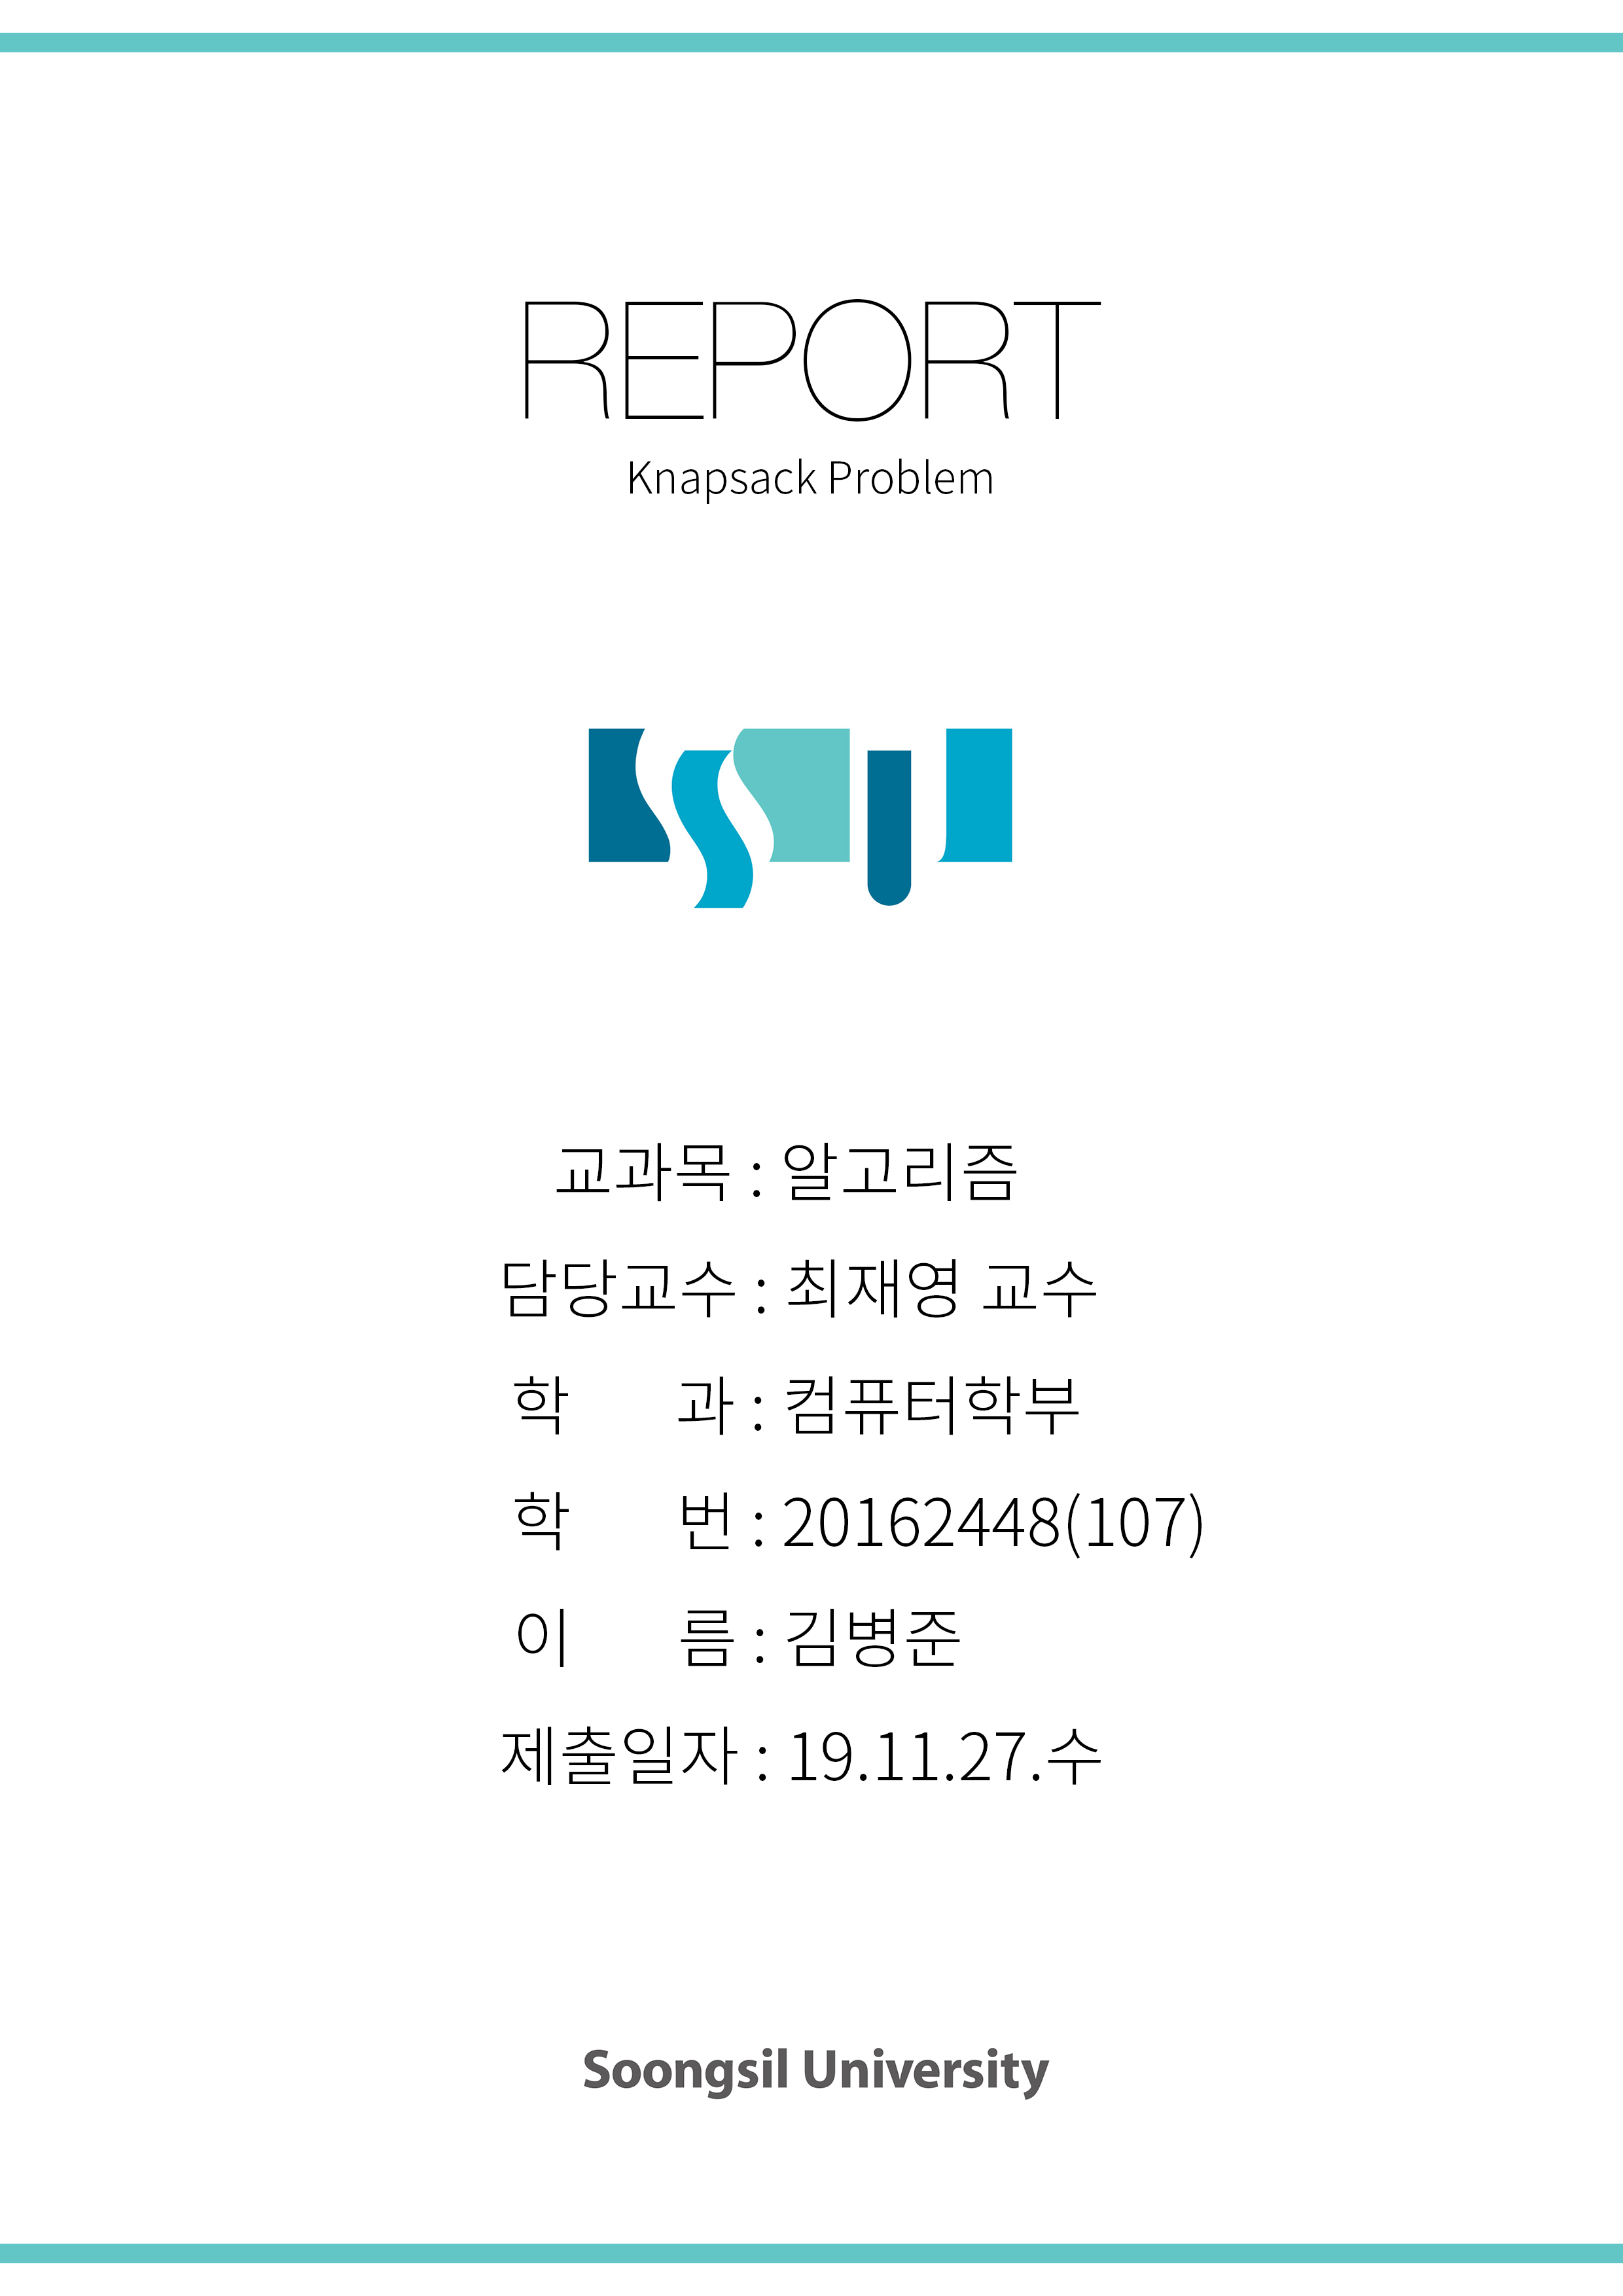 REPORT
Knapsack Problem
교과목 : 알고리즘
담당교수 : 최재영 교수
학 과 : 컴퓨터학부
학 번 : 20162448(107)
이 름 : 김병준
제출일자 : 19.11.27.수
Soongsil University